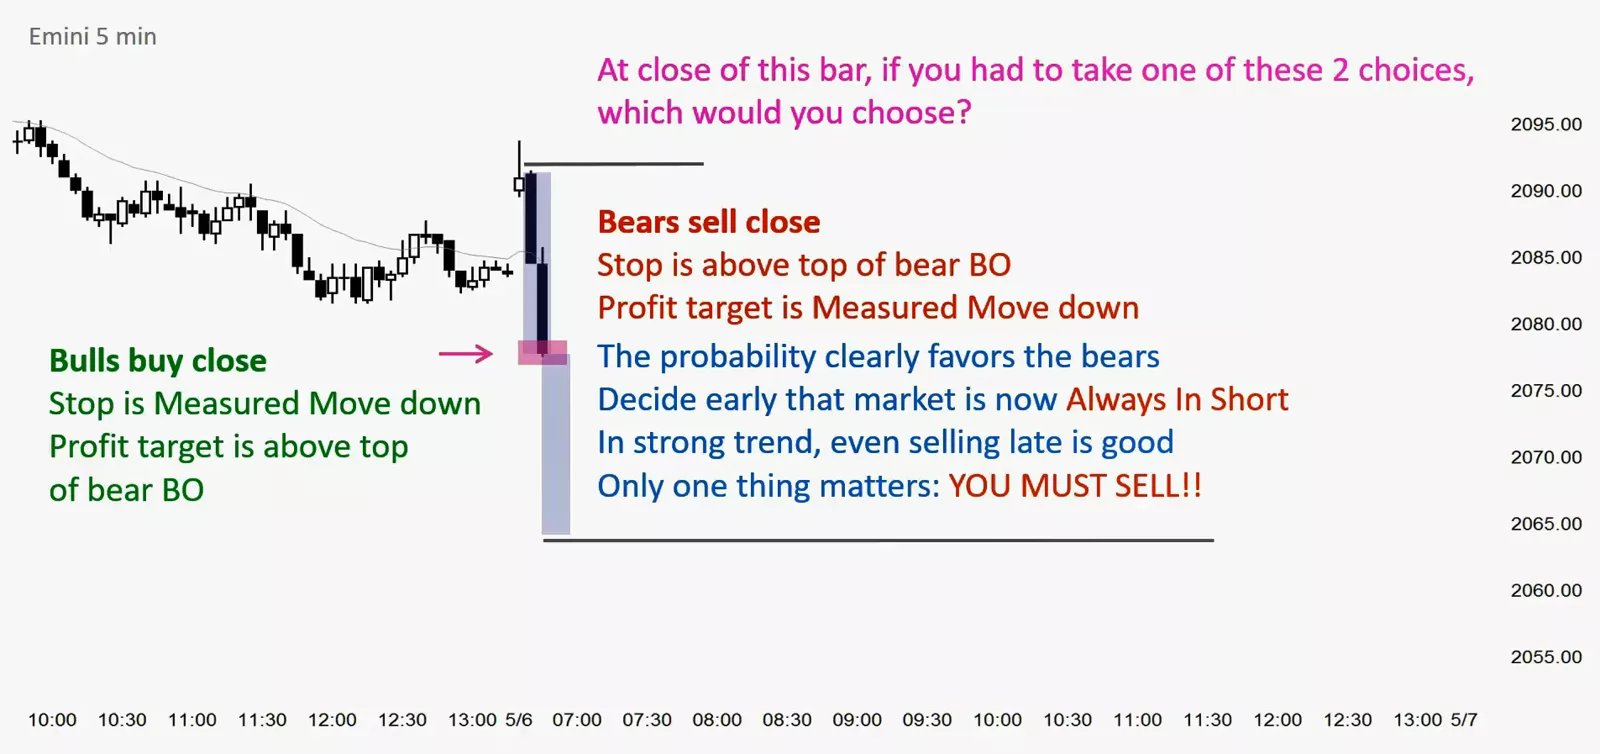 Emini 5 min
At close of this bar, if you had to take one of these 2 choices,
which would you choose?
Bears sell close
Stop is above top of bear BO
Profit target is Measured Move down
The probability clearly favors the bears
Decide early that market is now Always In Short
In strong trend, even selling late is good
Only one thing matters: YOU MUST SELL!!
Bulls buy close
Stop is Measured Move down
Profit target is above top
of bear BO
2095.00
2090.00
2085.00
2080.00
2075.00
2070.00
2065.00
2060.00
2055.00
10:00 10:30 11:00 11:30 12:00 12:30 13:00 5/6 07:00 07:30 08:00 08:30 09:00 09:30 10:00 10:30 11:00 11:30 12:00 12:30 13:00 5/7